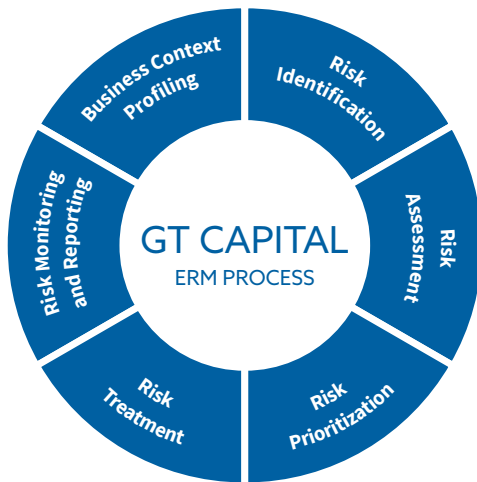 Business Context
Profiling
Risk
Identification
Risk
Assessment
Risk
Prioritization
Risk
Treatment
Risk Monitoring
and Reporting
GT CAPITAL
ERM PROCESS